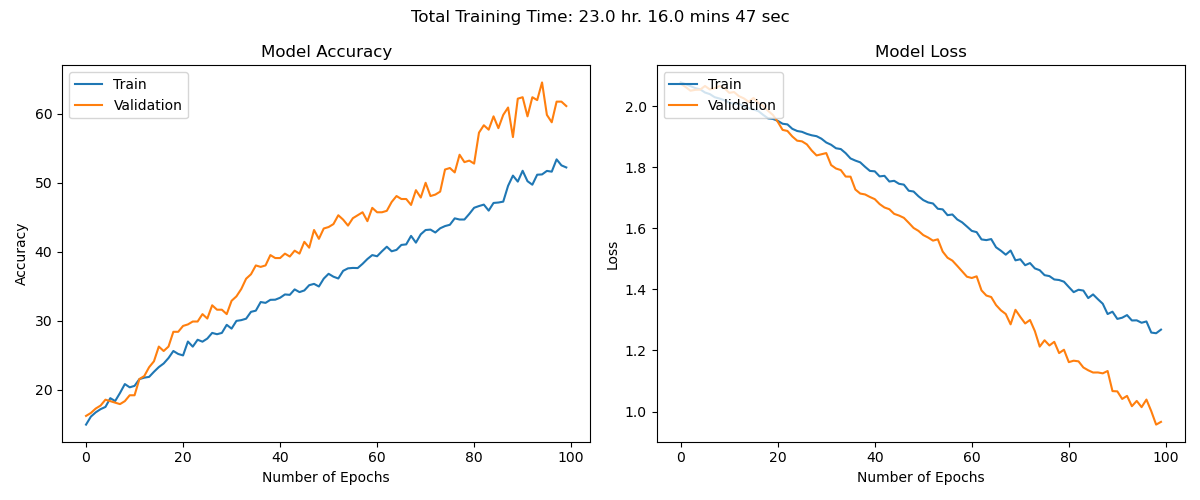 Total Training Time: 23.0 hr. 16.0 mins 47 sec
Model Accuracy
Train
Validation
60
50
40
30
20
Accuracy
0 20 40 60 80 100
Number of Epochs
Model Loss
Train
Validation
2.0
1.8
1.6
1.4
1.2
1.0
Loss
0 20 40 60 80 100
Number of Epochs